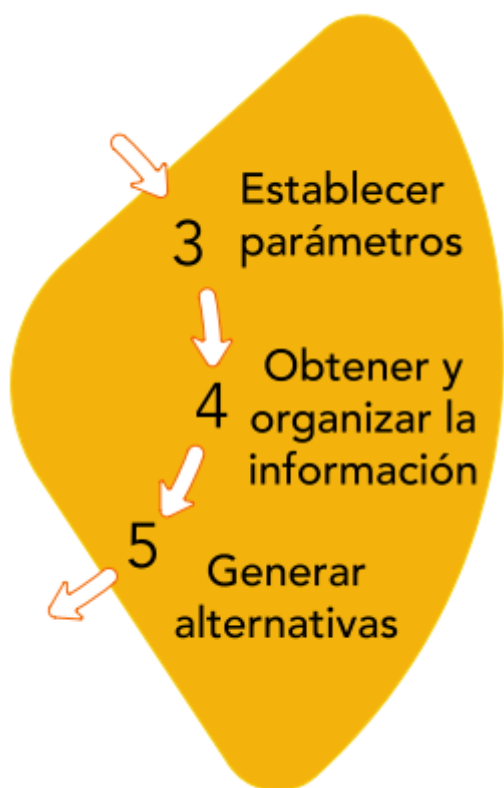 Establecer
parámetros
3
4
Obtener y
organizar la
información
5
Generar
alternativas